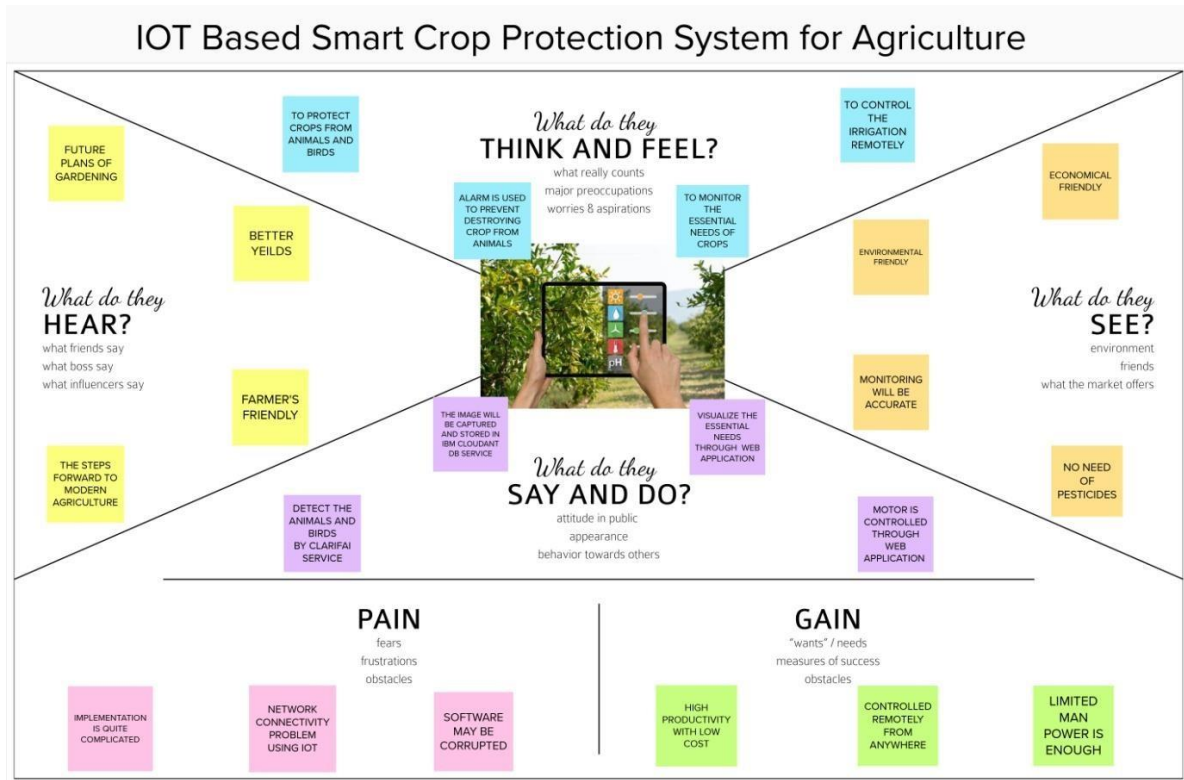 IOT Based Smart Crop Protection System for Agriculture
FUTURE
PLANS OF
GARDENING
BETTER
YEILDS
What do they
HEAR?
what friends say
what boss say
what influencers say
FARMER'S
FRIENDLY
THE STEPS
FORWARD TO
MODERN
AGRICULTURE
TO PROTECT
CROPS FROM
ANIMALS AND
BIRDS
What do they
THINK AND FEEL?
what really counts
major preoccupations
worries & aspirations
ALARM IS USED
TO PREVENT
DESTROYING
CROP FROM
ANIMALS
TO MONITOR
THE
ESSENTIAL
NEEDS OF
CROPS
TO CONTROL
THE
IRRIGATION
REMOTELY
pH
ECONOMICAL
FRIENDLY
ENVIRONMENTAL
FRIENDLY
What do they
SEE?
environment
friends
what the market offers
MONITORING
WILL BE
ACCURATE
NO NEED
OF
PESTICIDES
THE IMAGE WILL
BE CAPTURED
AND STORED IN
IBM CLOUDANT
DB SERVICE
VISUALIZE THE
ESSENTIAL
NEEDS
THROUGH WEB
APPLICATION
What do they
SAY AND DO?
attitude in public
appearance
behavior towards others
DETECT THE
ANIMALS AND
BIRDS
BY CLARIFAI
SERVICE
MOTOR IS
CONTROLLED
THROUGH
WEB
APPLICATION
PAIN
fears
frustrations
obstacles
IMPLEMENTATION
IS QUITE
COMPLICATED
NETWORK
CONNECTIVITY
PROBLEM
USING IOT
SOFTWARE
MAY BE
CORRUPTED
GAIN
"wants" / needs
measures of success
obstacles
HIGH
PRODUCTIVITY
WITH LOW
COST
CONTROLLED
REMOTELY
FROM
ANYWHERE
LIMITED
MAN
POWER IS
ENOUGH